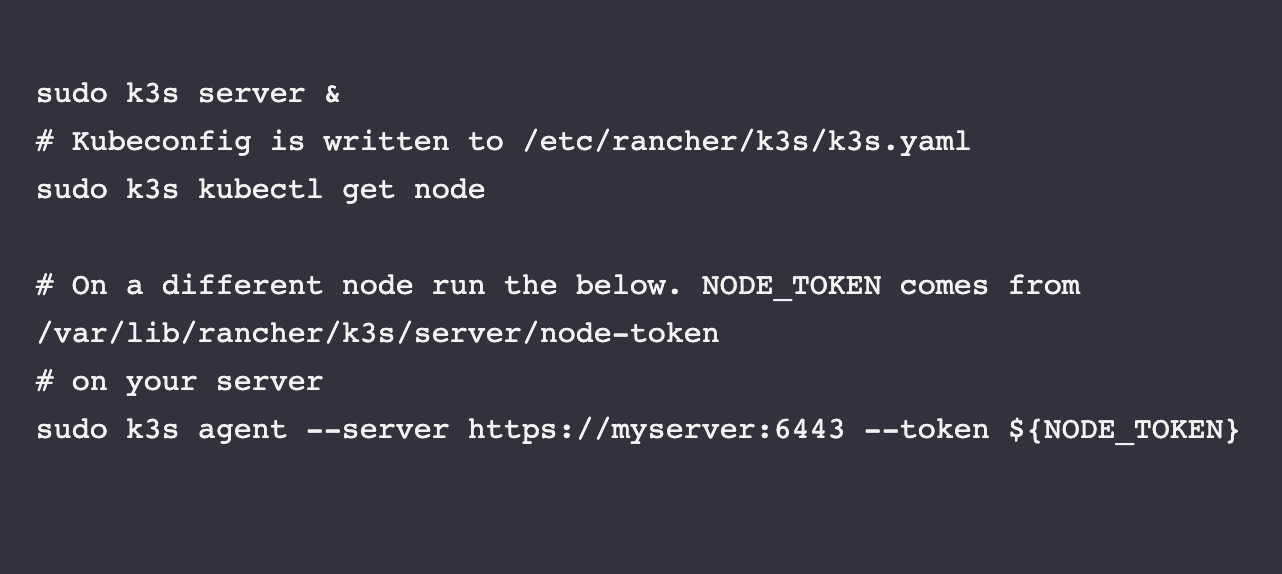 sudo k3s server &
# Kubeconfig is written to /etc/rancher/k3s/k3s.yaml
sudo k3s kubectl get node
# On a different node run the below. NODE_TOKEN comes from
/var/lib/rancher/k3s/server/node-token
# on your server
sudo k3s agent --server https://myserver:6443 --token ${NODE_TOKEN}